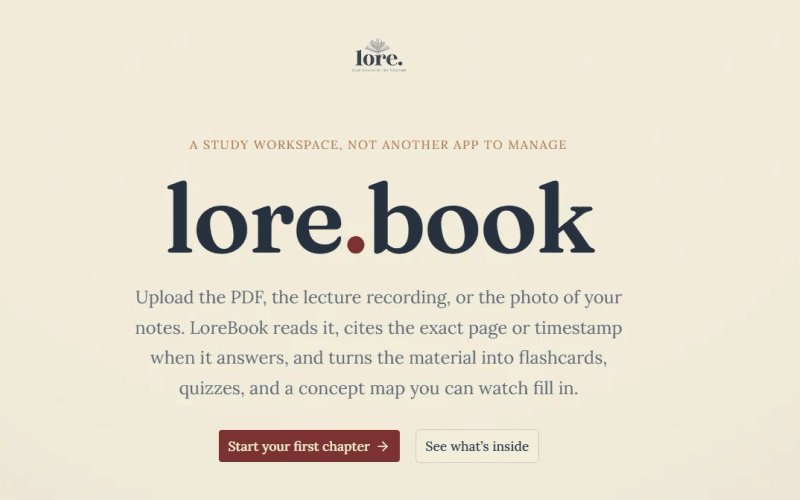 lore.
A STUDY WORKSPACE, NOT ANOTHER APP TO MANAGE
lore.book
Upload the PDF, the lecture recording, or the photo of your
notes. LoreBook reads it, cites the exact page or timestamp
when it answers, and turns the material into flashcards,
quizzes, and a concept map you can watch fill in.
Start your first chapter →
See what's inside